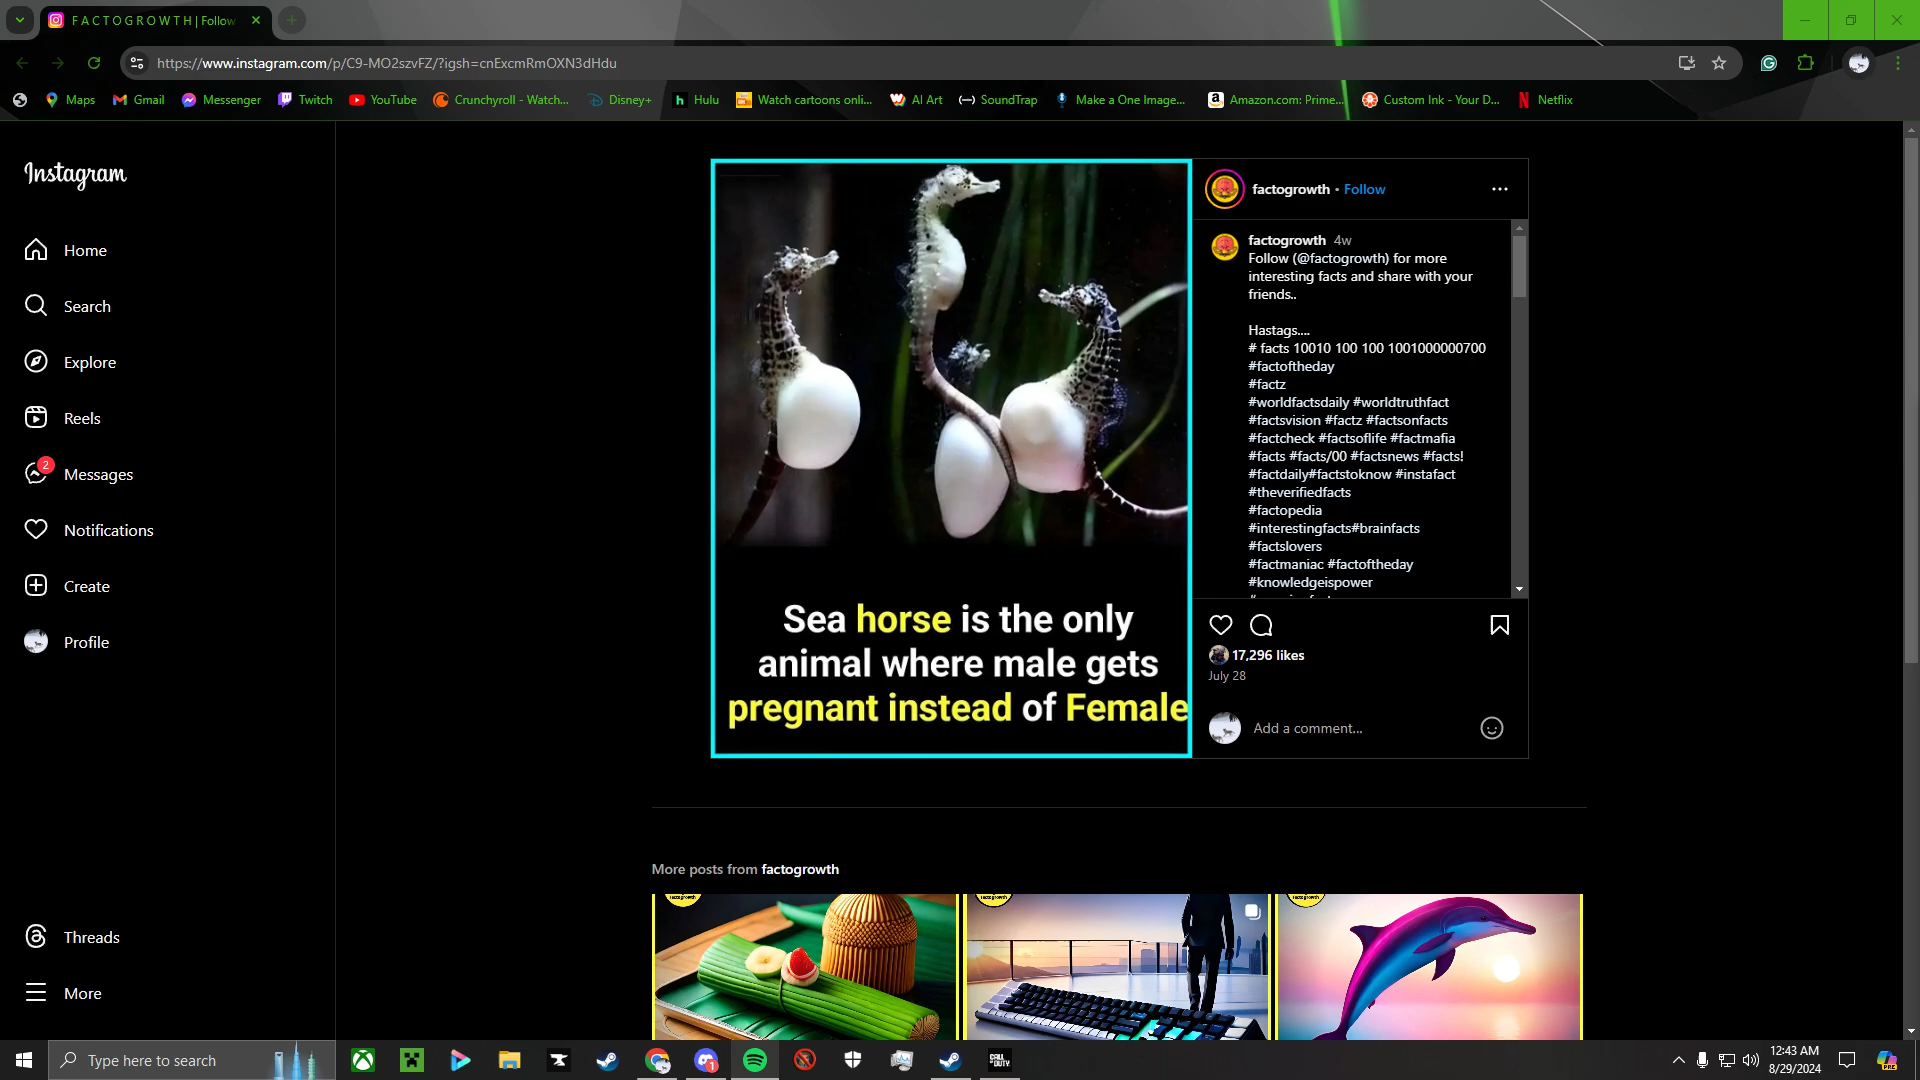 F A C T O G R O W T H | Follow
https://www.instagram.com/p/C9-MO2szvFZ/?igsh=cnExcmRmOXN3dHdu
Maps
Gmail
Messenger
Twitch
YouTube
Crunchyroll - Watch...
Disney+
Hulu
Watch cartoons onli...
AI Art
SoundTrap
Make a One Image...
Amazon.com: Prime...
Custom Ink - Your D...
Netflix
Instagram
Home
Search
Explore
Reels
2
Messages
Notifications
Create
Profile
Threads
More
Sea horse is the only
animal where male gets
pregnant instead of Female
factogrowth • Follow
factogrowth 4w
Follow (@factogrowth) for more
interesting facts and share with your
friends..
Hastags....
# facts 10010 100 100 1001000000700
#factoftheday
#factz
#worldfactsdaily #worldtruthfact
#factsvision #factz #factsonfacts
#factcheck #factsoflife #factmafia
#facts #facts/00 #factsnews #facts!
#factdaily#factstoknow #instafact
#theverifiedfacts
#factopedia
#interestingfacts#brainfacts
#factslovers
#factmaniac #factoftheday
#knowledgeispower
17,296 likes
July 28
Add a comment...
More posts from factogrowth
Type here to search
1
CALL OF DUTY
12:43 AM
8/29/2024
PRE